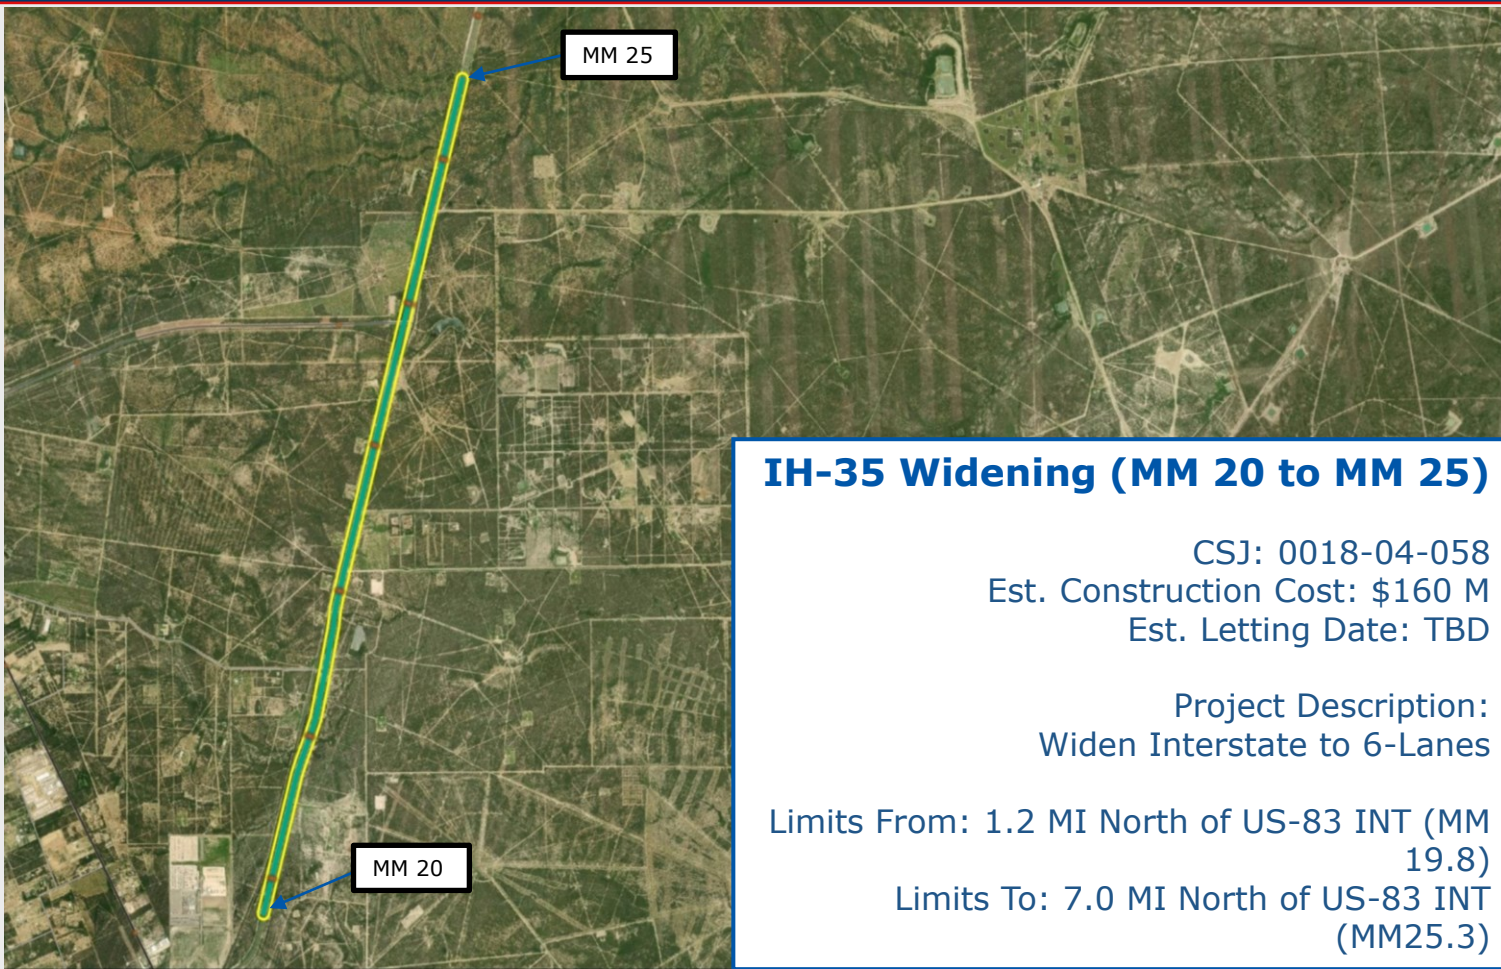 MM 25
IH-35 Widening (MM 20 to MM 25)
CSJ: 0018-04-058
Est. Construction Cost: $160 M
Est. Letting Date: TBD
Project Description:
Widen Interstate to 6-Lanes
Limits From: 1.2 MI North of US-83 INT (MM
19.8)
Limits To: 7.0 MI North of US-83 INT
(MM25.3)
MM 20